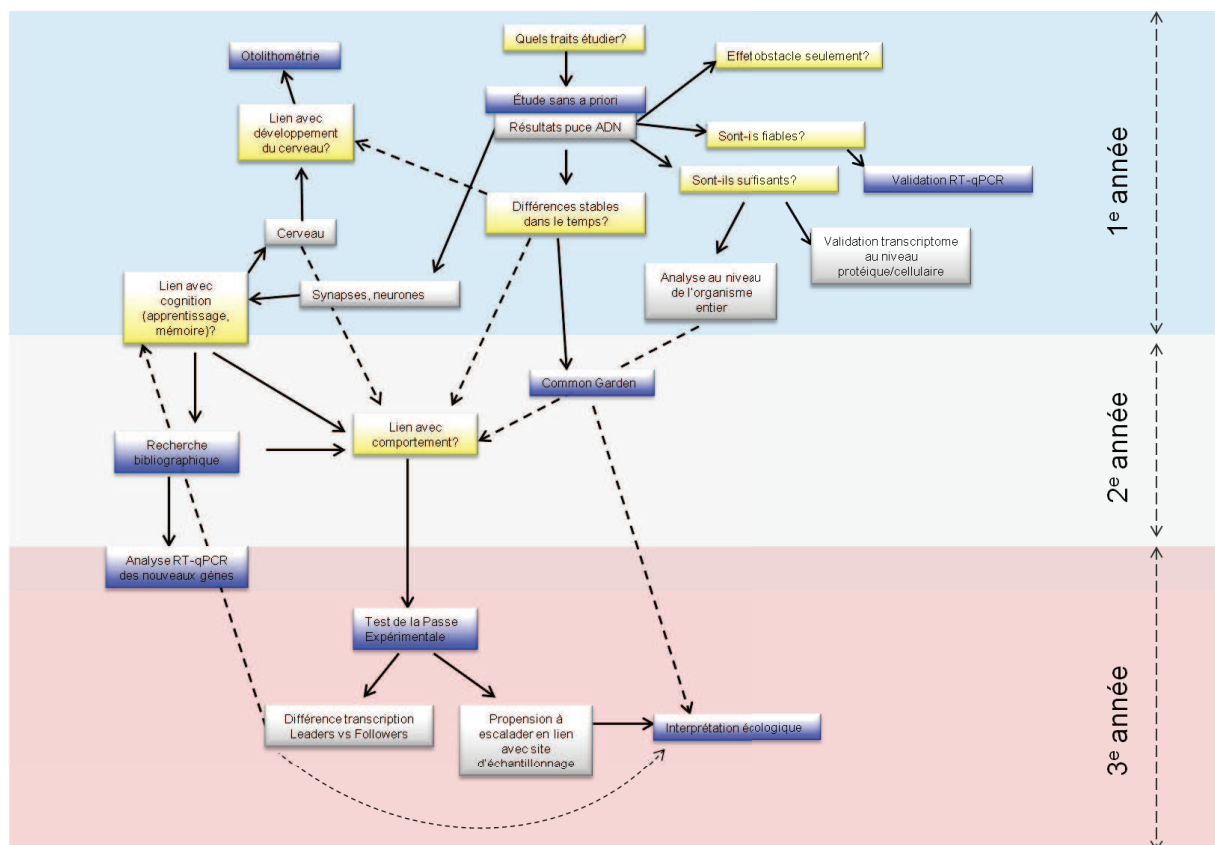 Quels traits étudier?
Otolithométrie
Effet obstacle seulement?
Étude sans a priori
Résultats puce ADN
Lien avec
développement
du cerveau?
Sont-is fiables?
Sont-ils suffisants?
Validation RT-qPCR
Différences stables
dans le temps?
Cerveau
Validation transcriptome
au niveau
protéique/cellulaire
Analyse au niveau
de l'organisme
entier
Lien avec
cognition
(apprentissage,
mémoire)?
Synapses, neurones
1e année
Common Garden
Lien avec
comportement?
Recherche
bibliographique
2e année
Analyse RT-qPCR
des nouveaux gènes
Test de la Passe
Expérimentale
Différence transcription
Leaders vs Followers
Propension à
escalader en lien
avec site
d'échantillonnage
Interprétation écologique
3e année